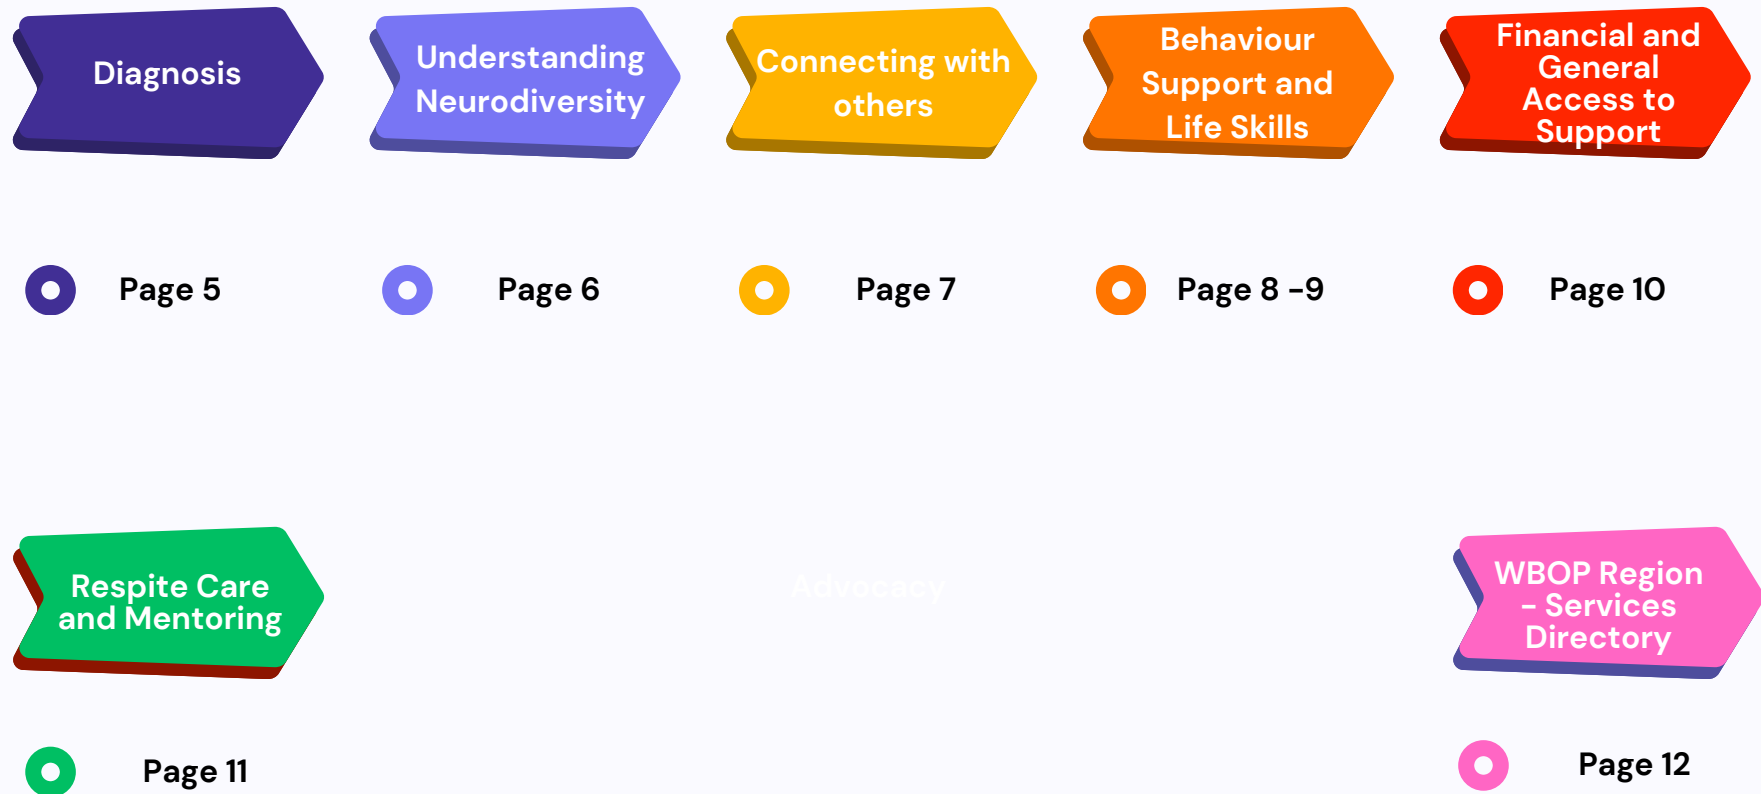 Diagnosis
Understanding
Neurodiversity
Connecting with
others
Behaviour
Support and
Life Skills
Financial and
General
Access to
Support
Page 5
Page 6
Page 7
Page 8 -9
Page 10
Respite Care
and Mentoring
Advocacy
WBOP Region
- Services
Directory
Page 11
Page 12